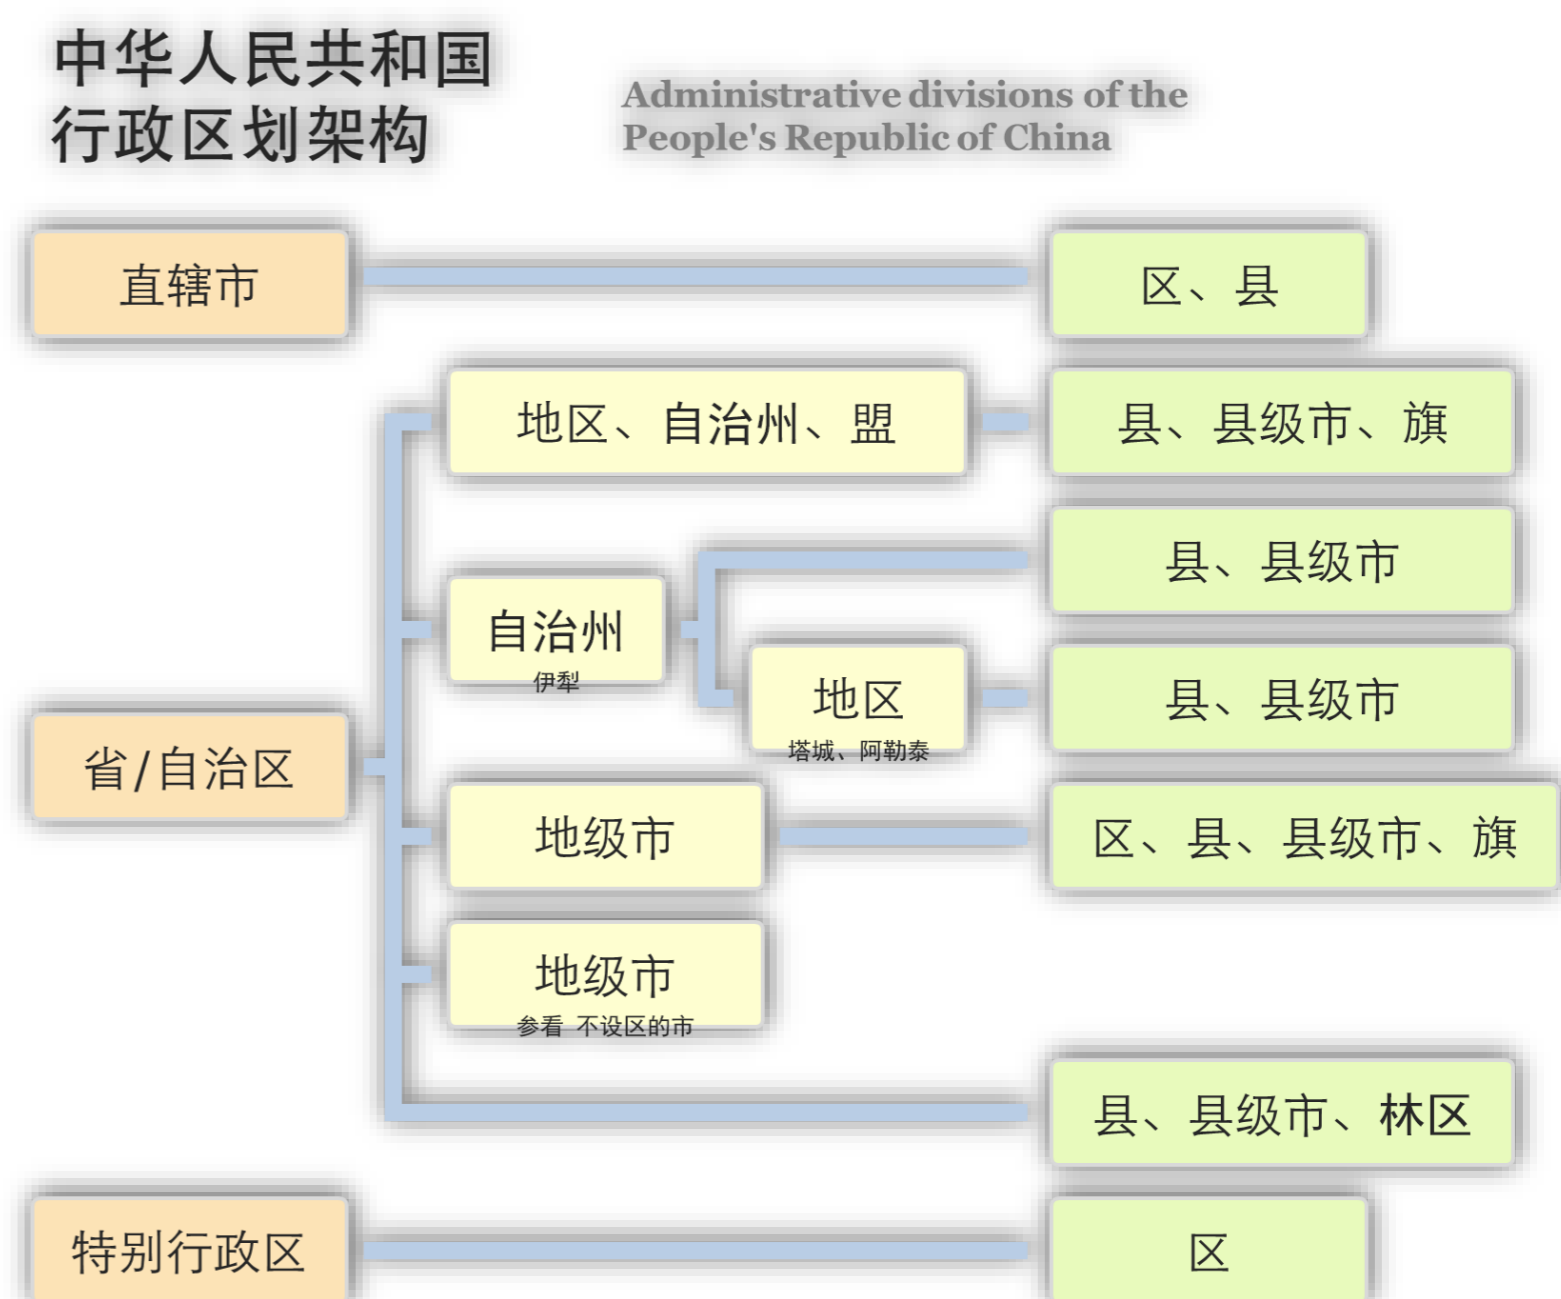 中华人民共和国
行政区划架构
Administrative divisions of the
People's Republic of China
直辖市
区、县
地区、自治州、盟
县、县级市、旗
县、县级市
自治州
伊犁
地区
塔城、阿勒泰
县、县级市
省/自治区
地级市
区、县、县级市、旗
地级市
参看 不设区的市
县、县级市、林区
特别行政区
区